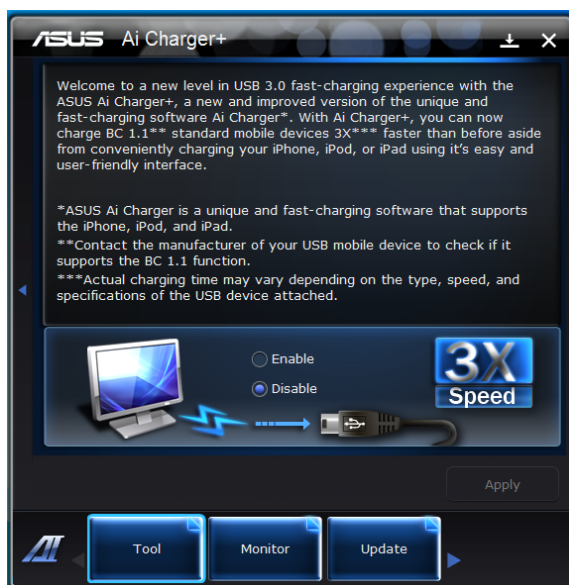 ASUS Ai Charger+
Welcome to a new level in USB 3.0 fast-charging experience with the
ASUS Ai Charger+, a new and improved version of the unique and
fast-charging software Ai Charger*. With Ai Charger+, you can now
charge BC 1.1** standard mobile devices 3X*** faster than before aside
from conveniently charging your iPhone, iPod, or iPad using it's easy and
user-friendly interface.
*ASUS Ai Charger is a unique and fast-charging software that supports
the iPhone, iPod, and iPad.
**Contact the manufacturer of your USB mobile device to check if it
supports the BC 1.1 function.
***Actual charging time may vary depending on the type, speed, and
specifications of the USB device attached.
Enable
Disable
3X
Speed
Apply
AI
Tool Monitor Update